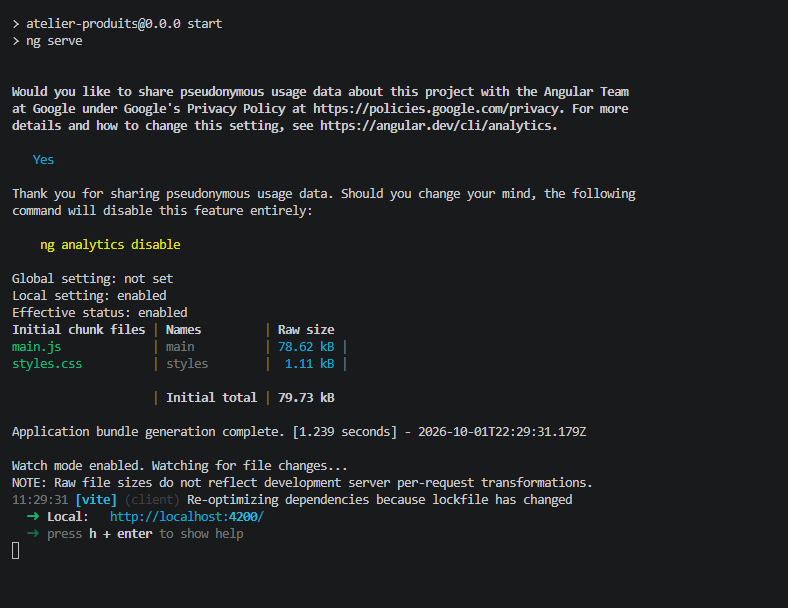 > atelier-produits@0.0.0 start
> ng serve
Would you like to share pseudonymous usage data about this project with the Angular Team
at Google under Google's Privacy Policy at https://policies.google.com/privacy. For more
details and how to change this setting, see https://angular.dev/cli/analytics.
Yes
Thank you for sharing pseudonymous usage data. Should you change your mind, the following
command will disable this feature entirely:
ng analytics disable
Global setting: not set
Local setting: enabled
Effective status: enabled
Initial chunk files | Names | Raw size
main.js | main | 78.62 kB |
styles.css | styles | 1.11 kB |
| Initial total | 79.73 kB
Application bundle generation complete. [1.239 seconds] - 2026-10-01T22:29:31.179Z
Watch mode enabled. Watching for file changes...
NOTE: Raw file sizes do not reflect development server per-request transformations.
11:29:31 [vite] (client) Re-optimizing dependencies because lockfile has changed
➜ Local: http://localhost:4200/
➜ press h + enter to show help